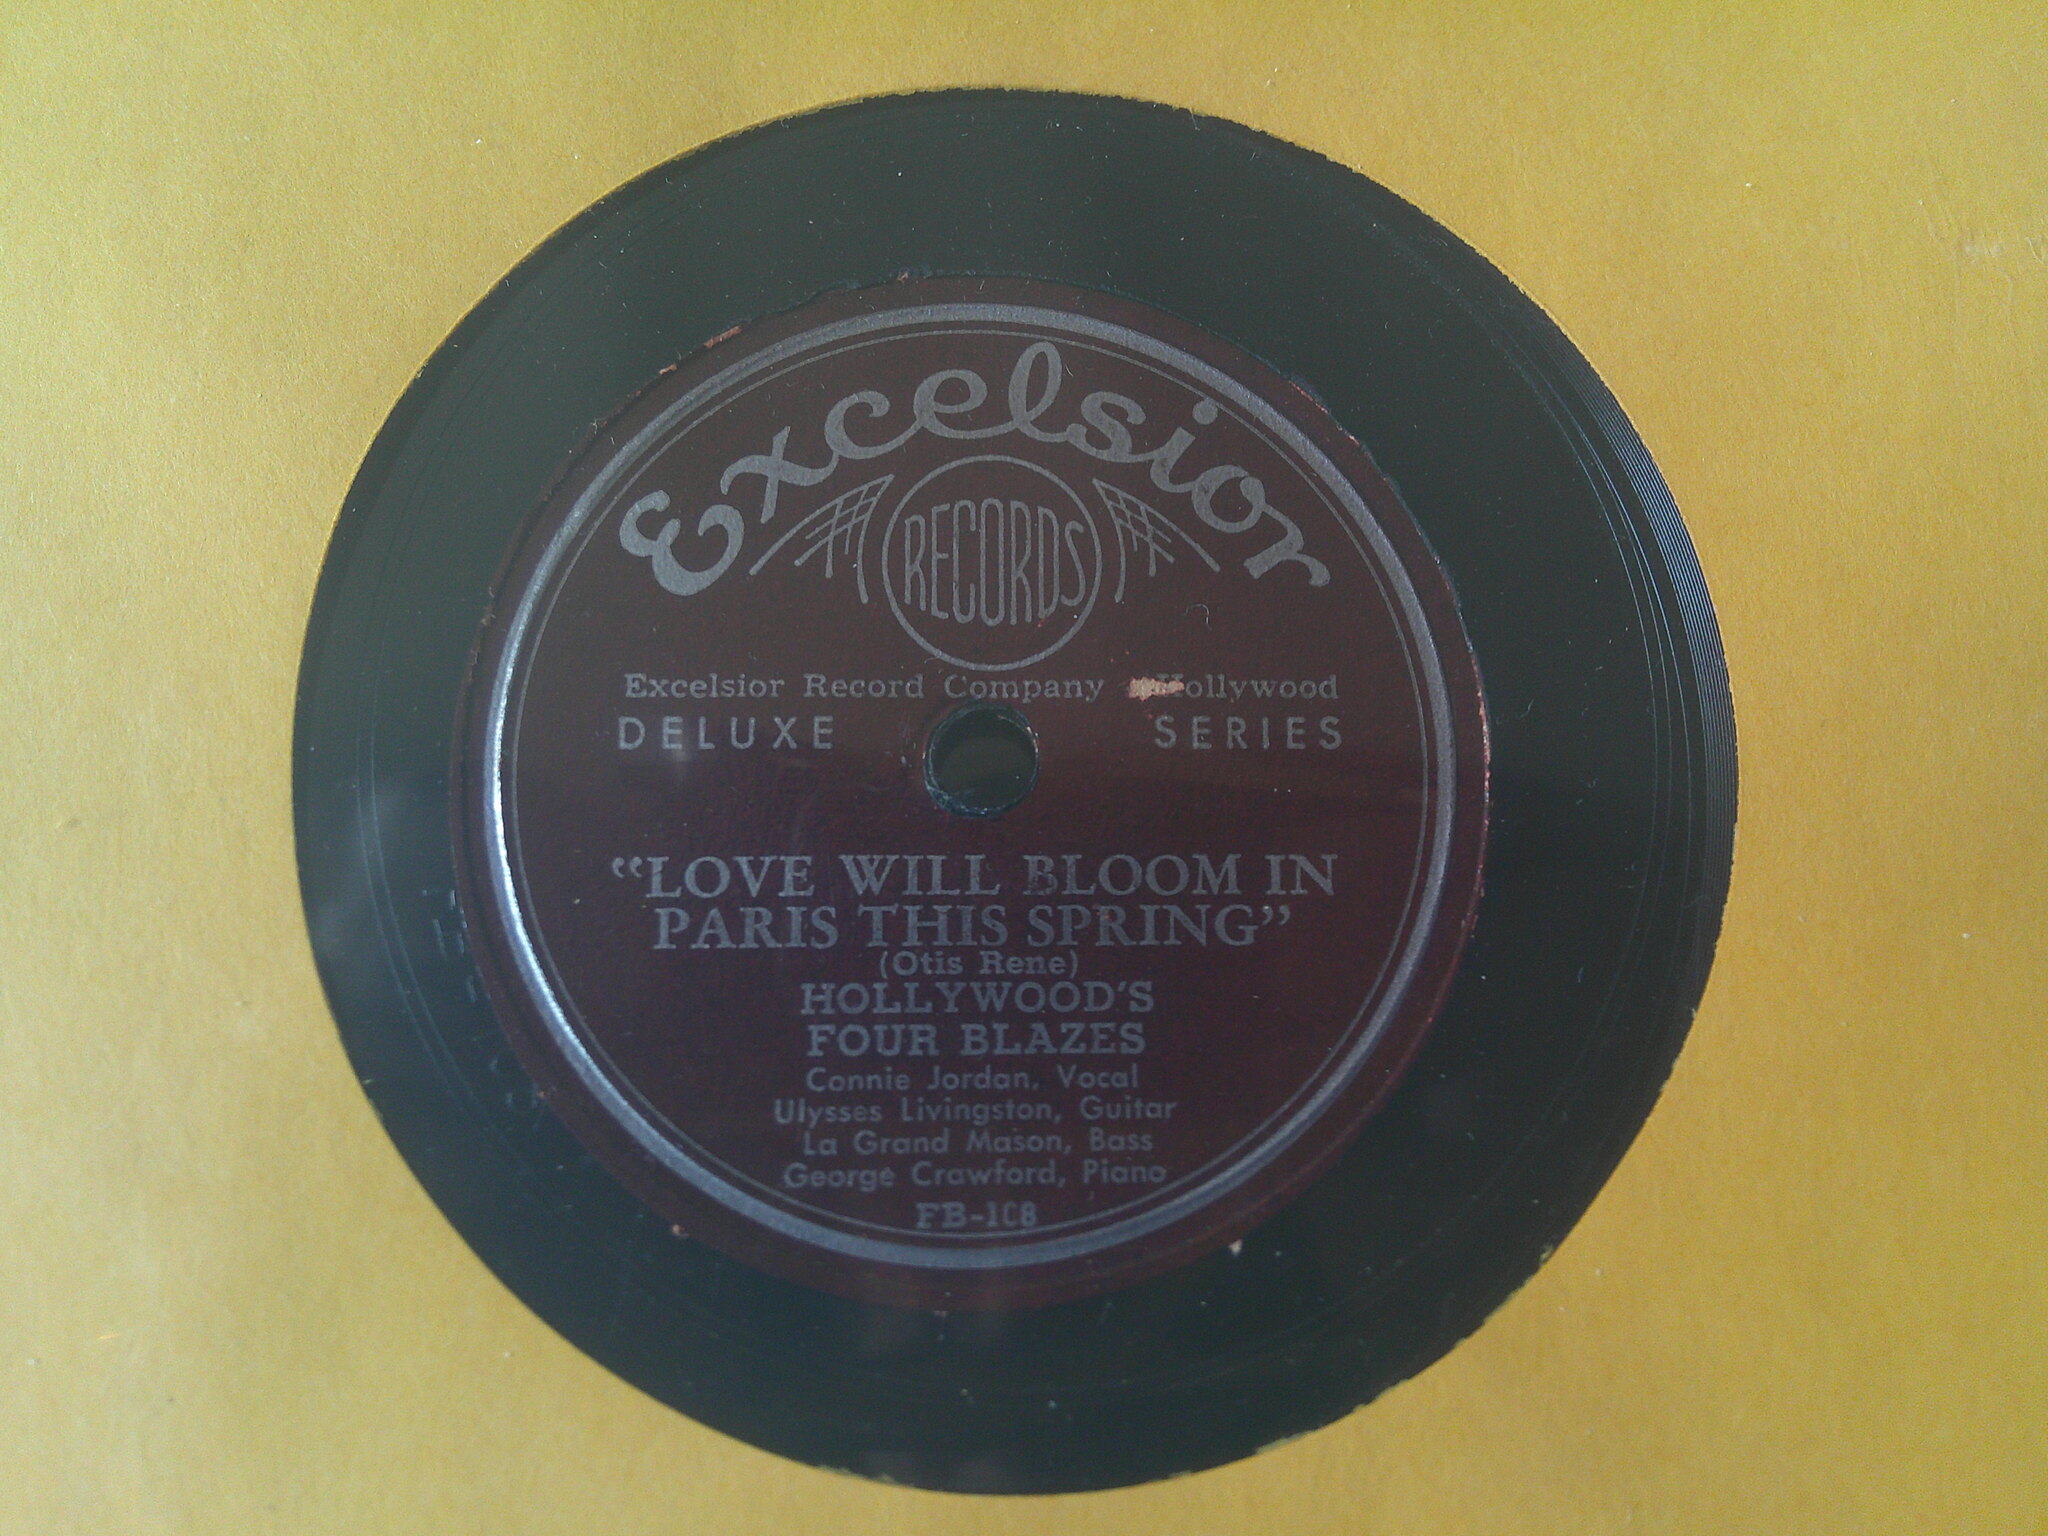 Excelsior
RECORDS
Excelsior Record Company Hollywood
DELUXE SERIES
“LOVE WILL BLOOM IN
PARIS THIS SPRING”
(Otis Rene)
HOLLYWOOD'S
FOUR BLAZES
Connie Jordan, Vocal
Ulysses Livingston, Guitar
La Grand Mason, Bass
George Crawford, Piano
FB-1CB